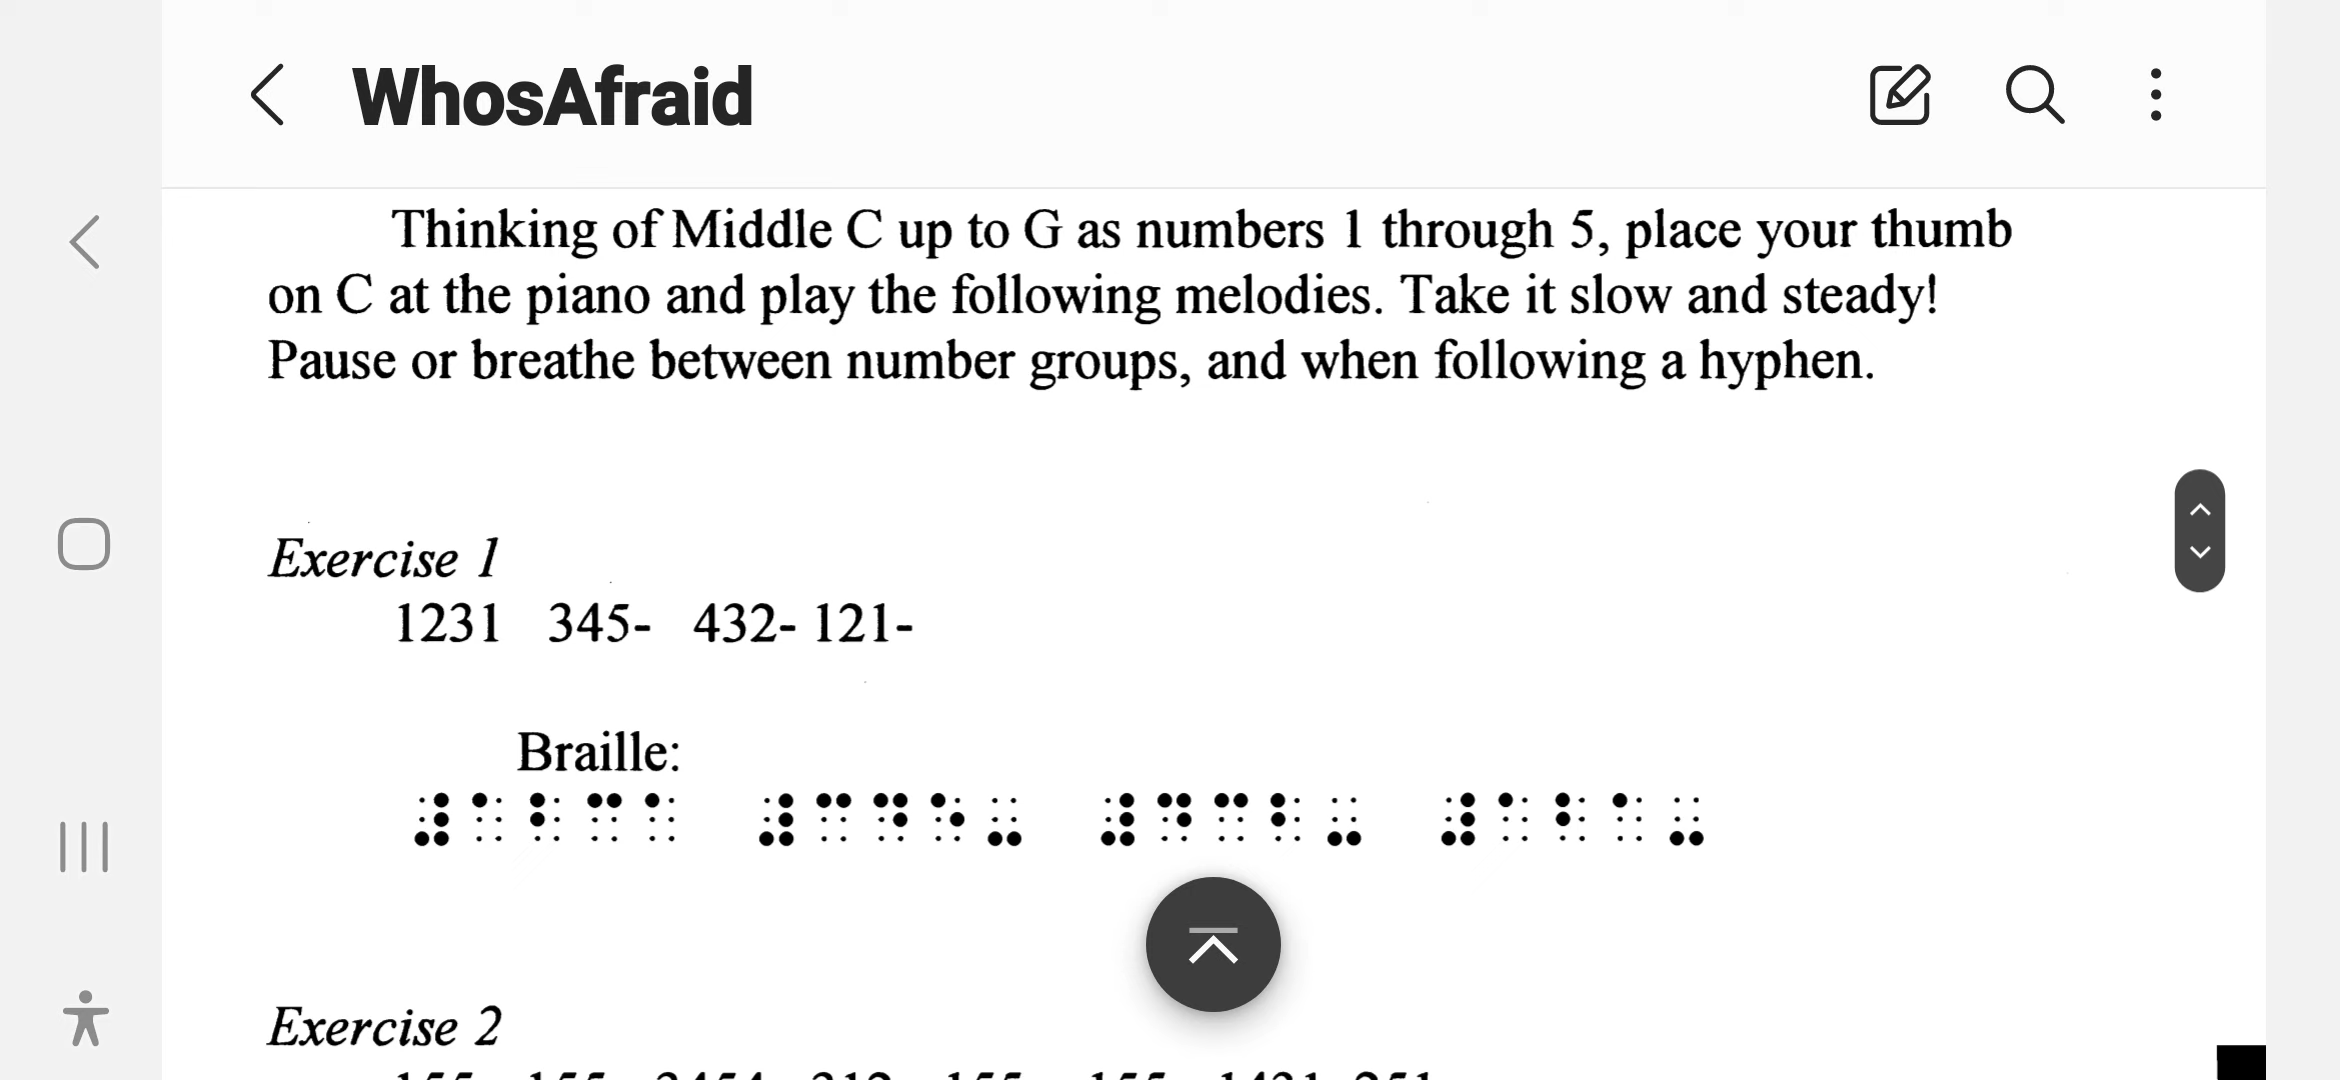 WhosAfraid
Thinking of Middle C up to G as numbers 1 through 5, place your thumb
on C at the piano and play the following melodies. Take it slow and steady!
Pause or breathe between number groups, and when following a hyphen.
Exercise 1
1231 345- 432- 121-
Braille:
⠼⠁⠃⠉⠁ ⠼⠉⠙⠑⠤ ⠼⠙⠉⠃⠤ ⠼⠁⠃⠁⠤
Exercise 2